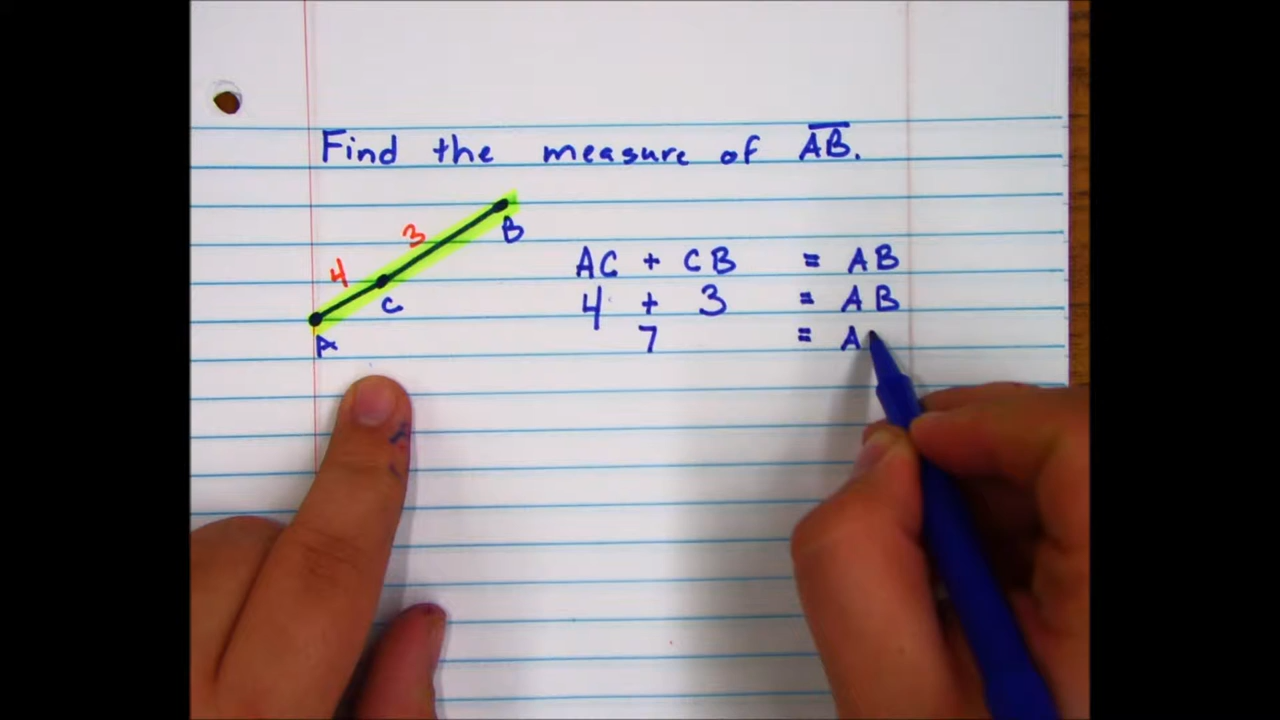 Find the measure of AB.
3
B
4
C
A
AC + CB = AB
4 + 3 = AB
7 = A